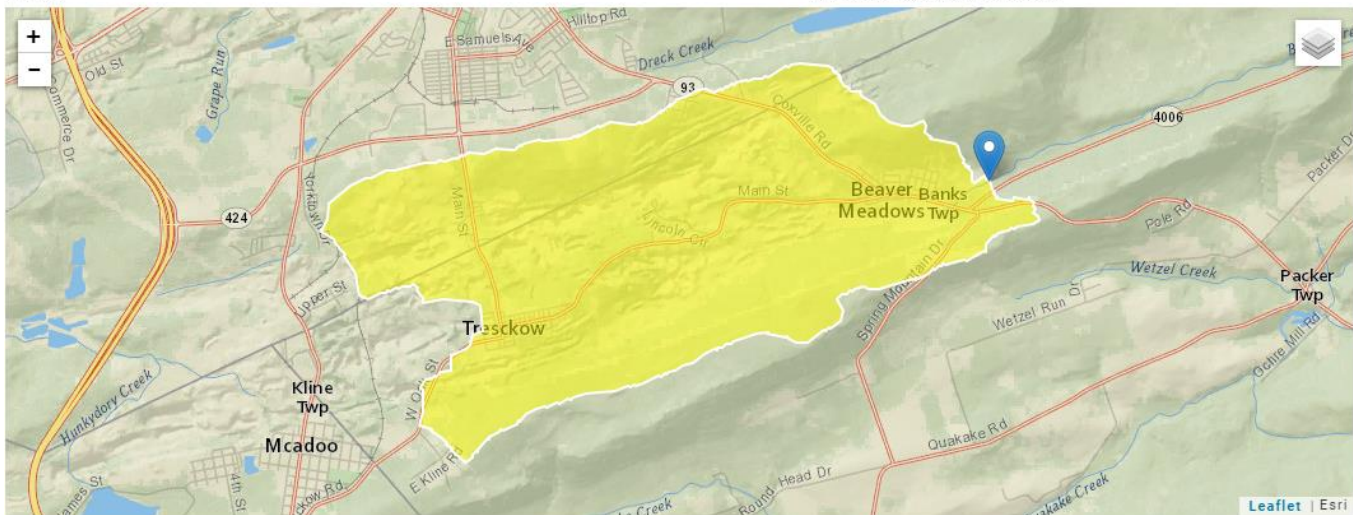 Hilltop Rd
+
−
E Samuels Ave
Old St
Dreck Creek
Commerce Dr
Grape Run
93
4006
Coxville Rd
Packer Dr
Yorktown Dr
Main St
Main St
Beaver
Meadows
Banks
Twp
424
Lincoln Ctr
Pole Rd
Upper St
Spring Mountain Dr
Wetzel Creek
Packer
Twp
Tresckow
Wetzel Run Dr
Ochre Mill Rd
Hunkydory Creek
Kline
Twp
W Oak St
Mcadoo
Quakake Rd
E Kline Rd
4th St
Round Head Dr
Quakake Creek
Leaflet | Esri